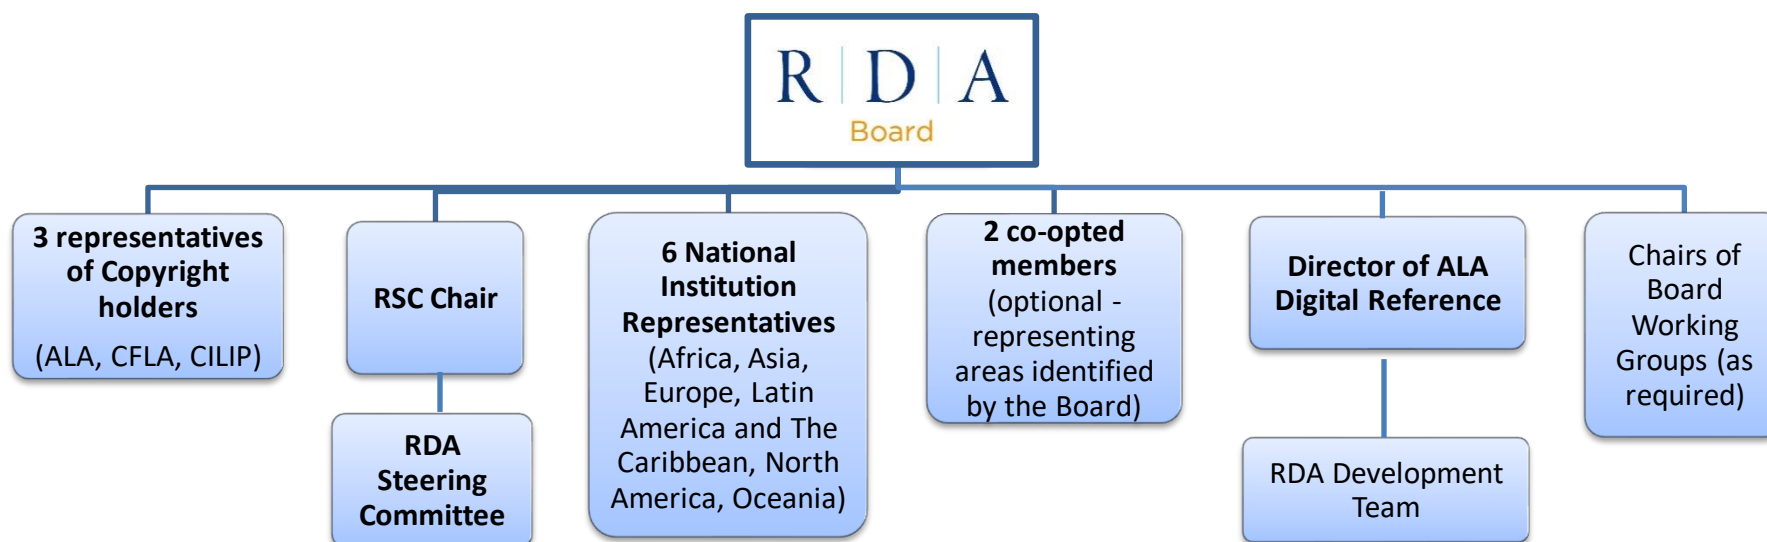 R | D | A
Board
3 representatives
of Copyright
holders
(ALA, CFLA, CILIP)
RSC Chair
RDA
Steering
Committee
6 National
Institution
Representatives
(Africa, Asia,
Europe, Latin
America and The
Caribbean, North
America, Oceania)
2 co-opted
members
(optional -
representing
areas identified
by the Board)
Director of ALA
Digital Reference
RDA Development
Team
Chairs of
Board
Working
Groups (as
required)